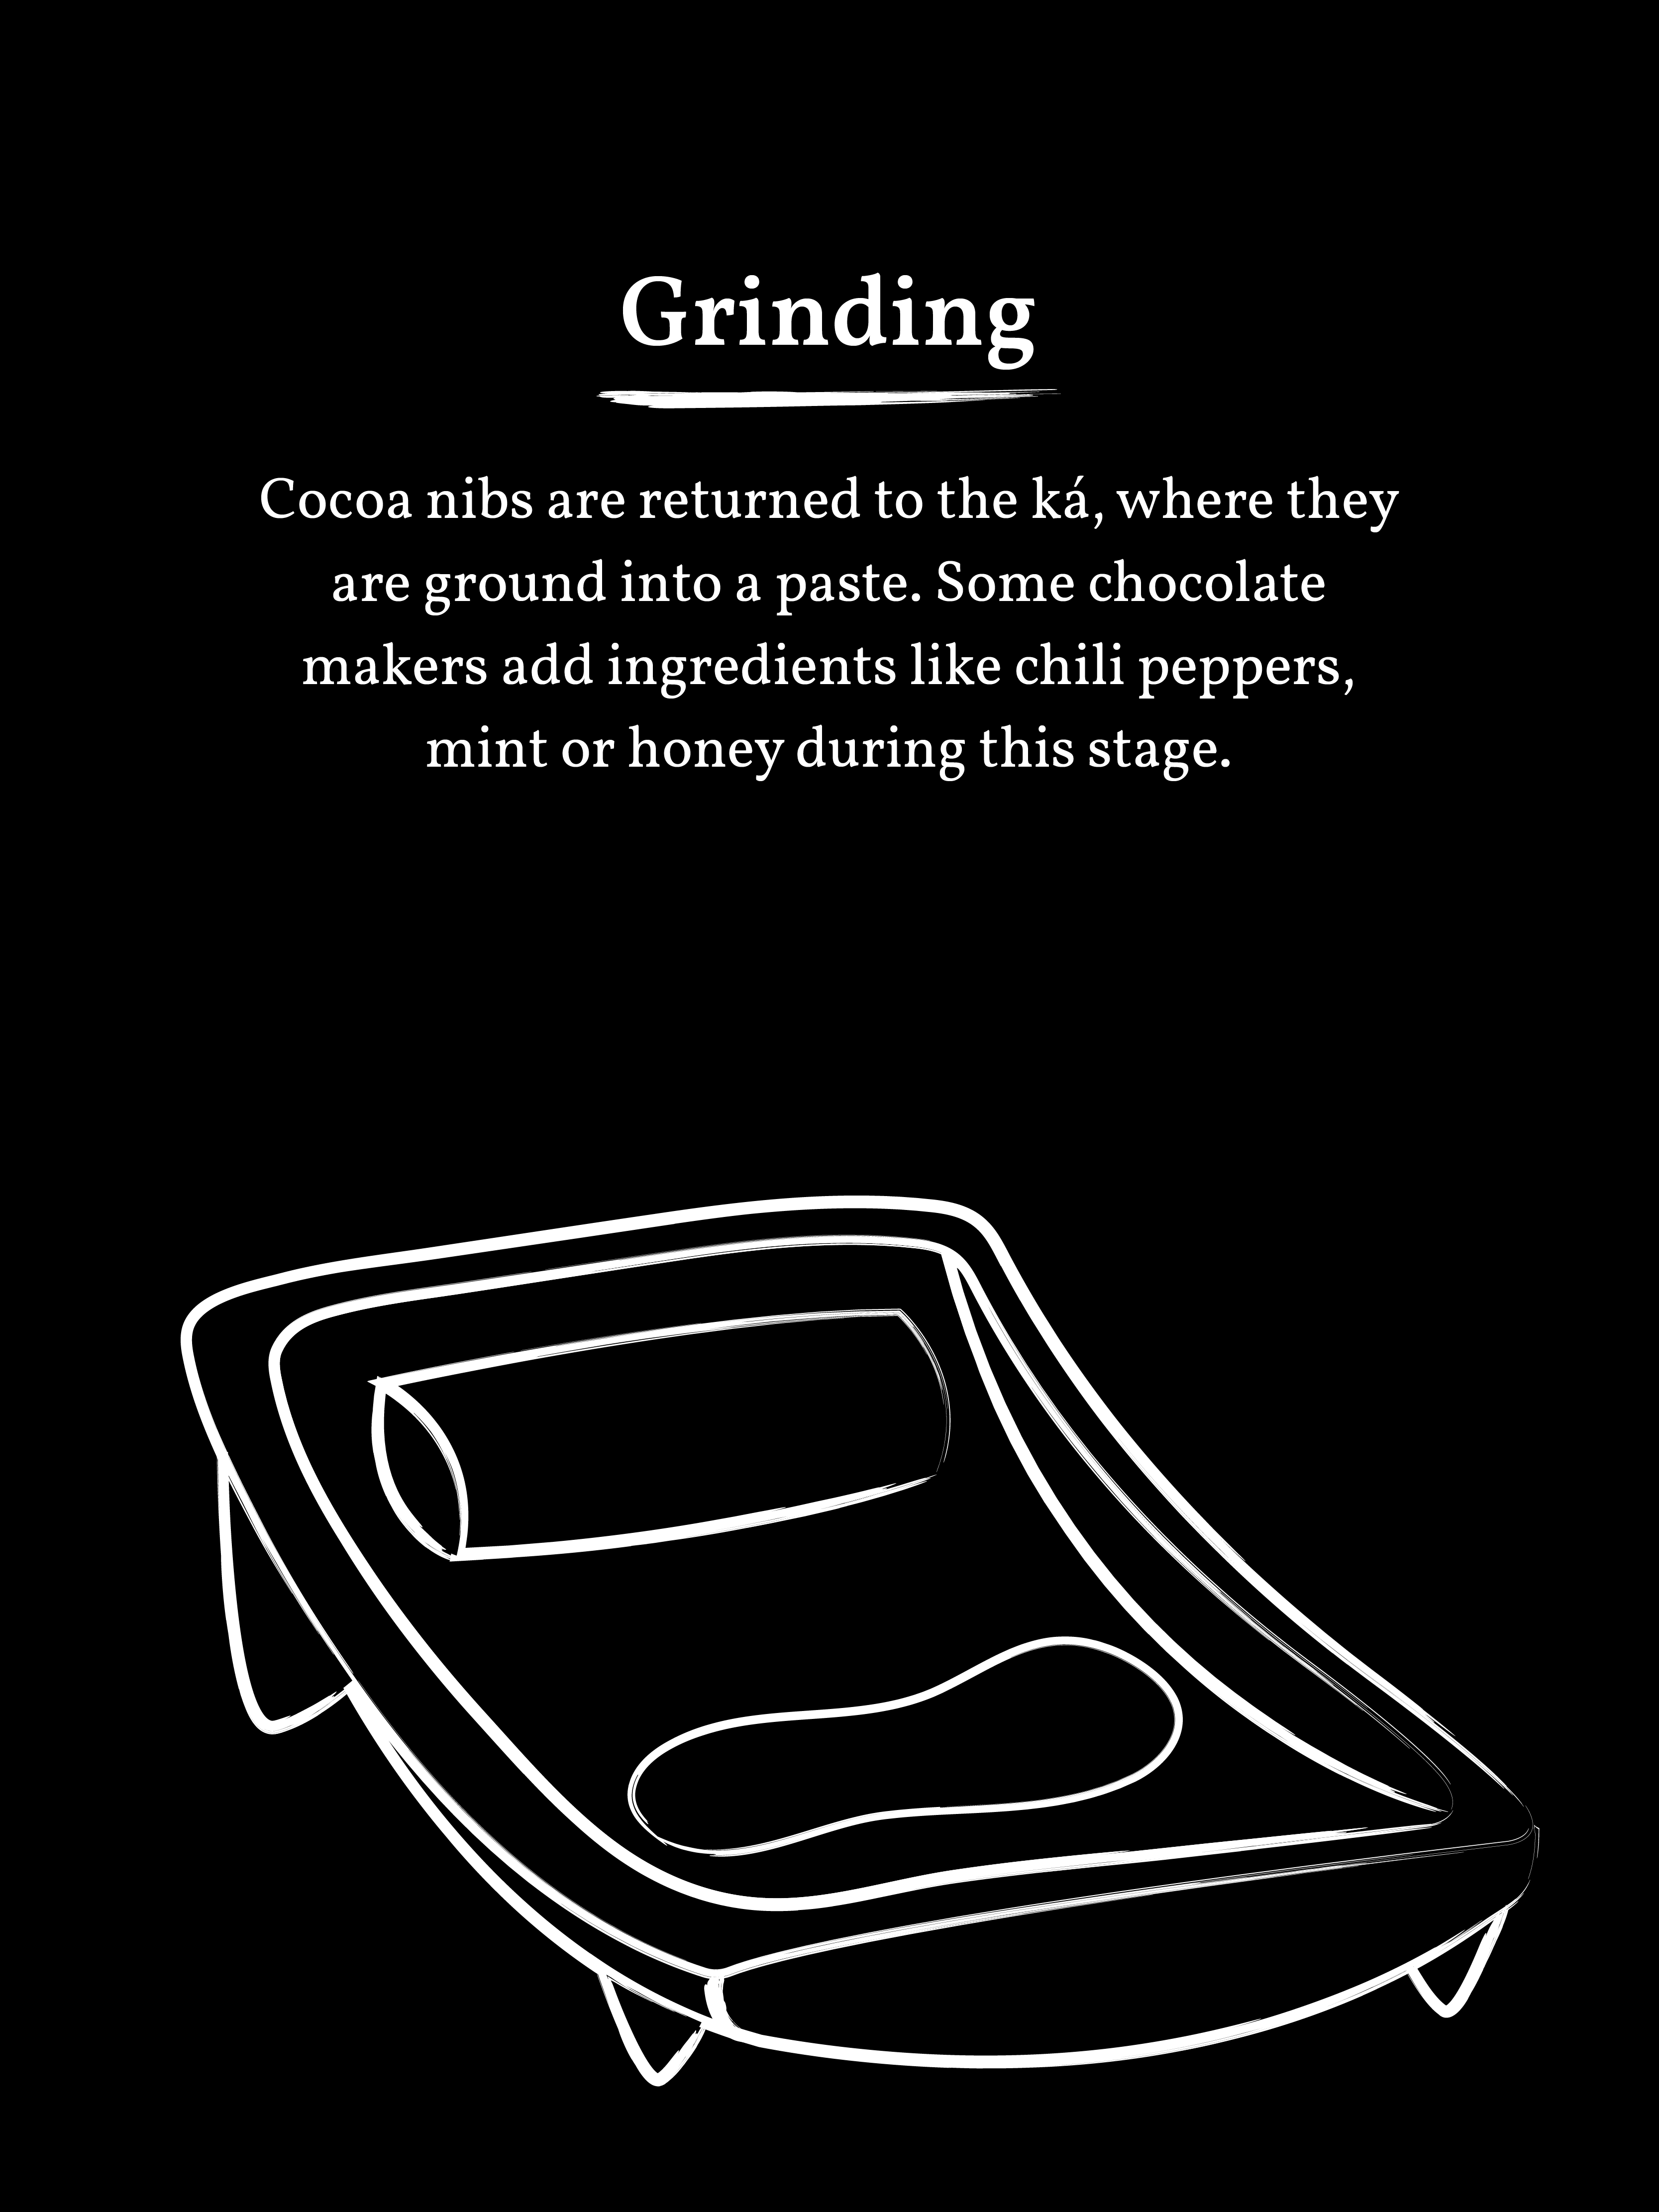 Grinding
Cocoa nibs are returned to the ká, where they
are ground into a paste. Some chocolate
makers add ingredients like chili peppers,
mint or honey during this stage.